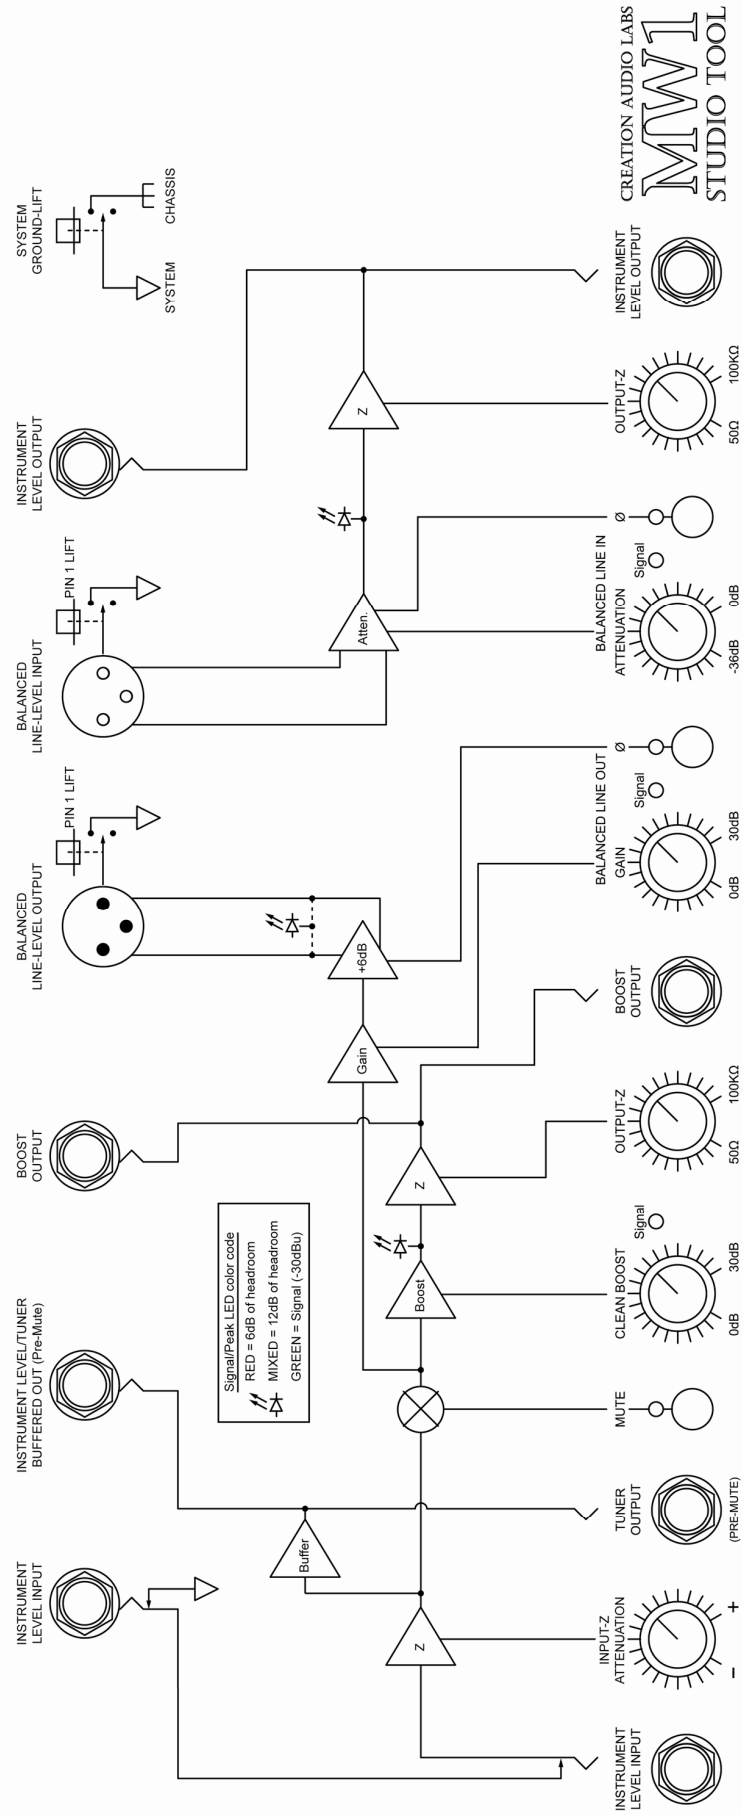 INSTRUMENT
LEVEL INPUT
INSTRUMENT LEVEL/TUNER
BUFFERED OUT (Pre-Mute)
BOOST
OUTPUT
BALANCED
LINE-LEVEL OUTPUT
PIN 1 LIFT
BALANCED
LINE-LEVEL INPUT
PIN 1 LIFT
INSTRUMENT
LEVEL OUTPUT
SYSTEM
GROUND-LIFT
SYSTEM
CHASSIS
Signal/Peak LED color code
RED = 6dB of headroom
MIXED = 12dB of headroom
GREEN = Signal (-30dBu)
Buffer
Z
Boost
Z
Gain
+6dB
Atten.
Z
INSTRUMENT
LEVEL INPUT
INPUT-Z
ATTENUATION
–
+
TUNER
OUTPUT
(PRE-MUTE)
MUTE
CLEAN BOOST
Signal
0dB
30dB
OUTPUT-Z
50Ω
100KΩ
BOOST
OUTPUT
BALANCED LINE OUT
GAIN
Signal
Ø
0dB
30dB
BALANCED LINE IN
ATTENUATION
Signal
Ø
-36dB
0dB
OUTPUT-Z
50Ω
100KΩ
INSTRUMENT
LEVEL OUTPUT
CREATION AUDIO LABS
MW1
STUDIO TOOL